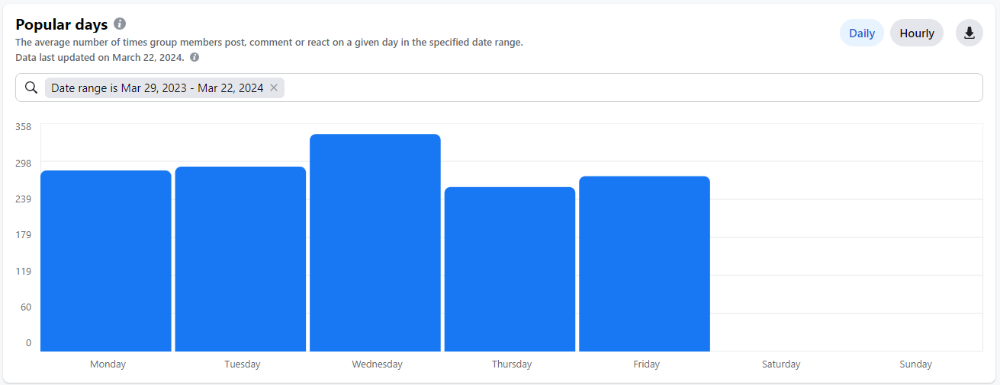 Popular days
The average number of times group members post, comment or react on a given day in the specified date range.
Data last updated on March 22, 2024.
Daily
Hourly
Date range is Mar 29, 2023 - Mar 22, 2024
358
298
239
179
119
60
0
Monday
Tuesday
Wednesday
Thursday
Friday
Saturday
Sunday